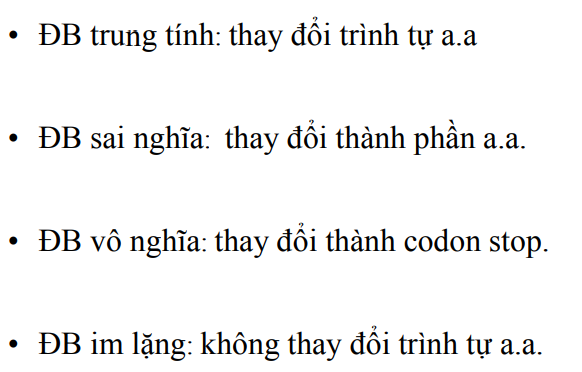 • ĐB trung tính: thay đổi trình tự a.a
• ĐB sai nghĩa: thay đổi thành phần a.a.
• ĐB vô nghĩa: thay đổi thành codon stop.
• ĐB im lặng: không thay đổi trình tự a.a.